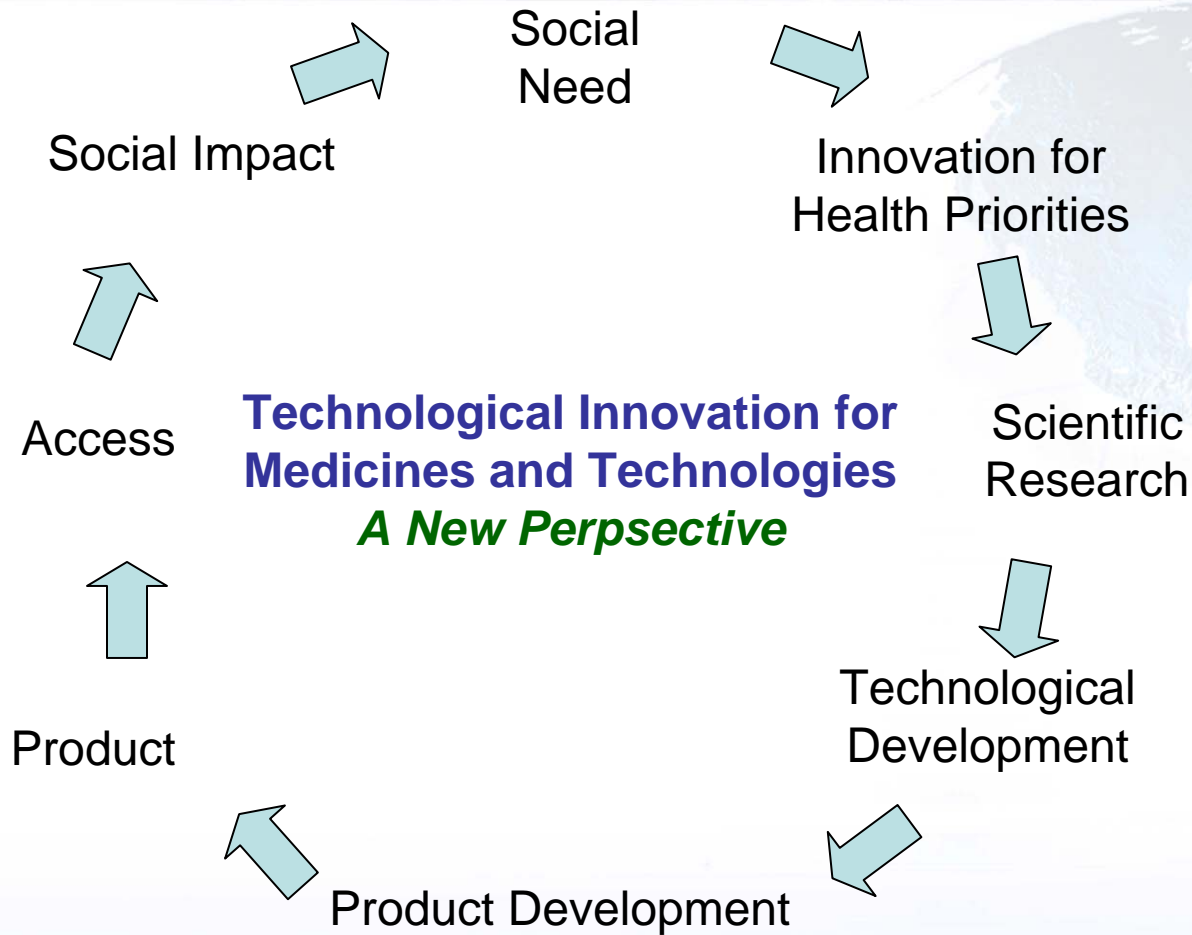 Social
Need
Innovation for
Health Priorities
Scientific
Research
Technological
Development
Product Development
Product
Access
Social Impact
Technological Innovation for
Medicines and Technologies
A New Perpsective